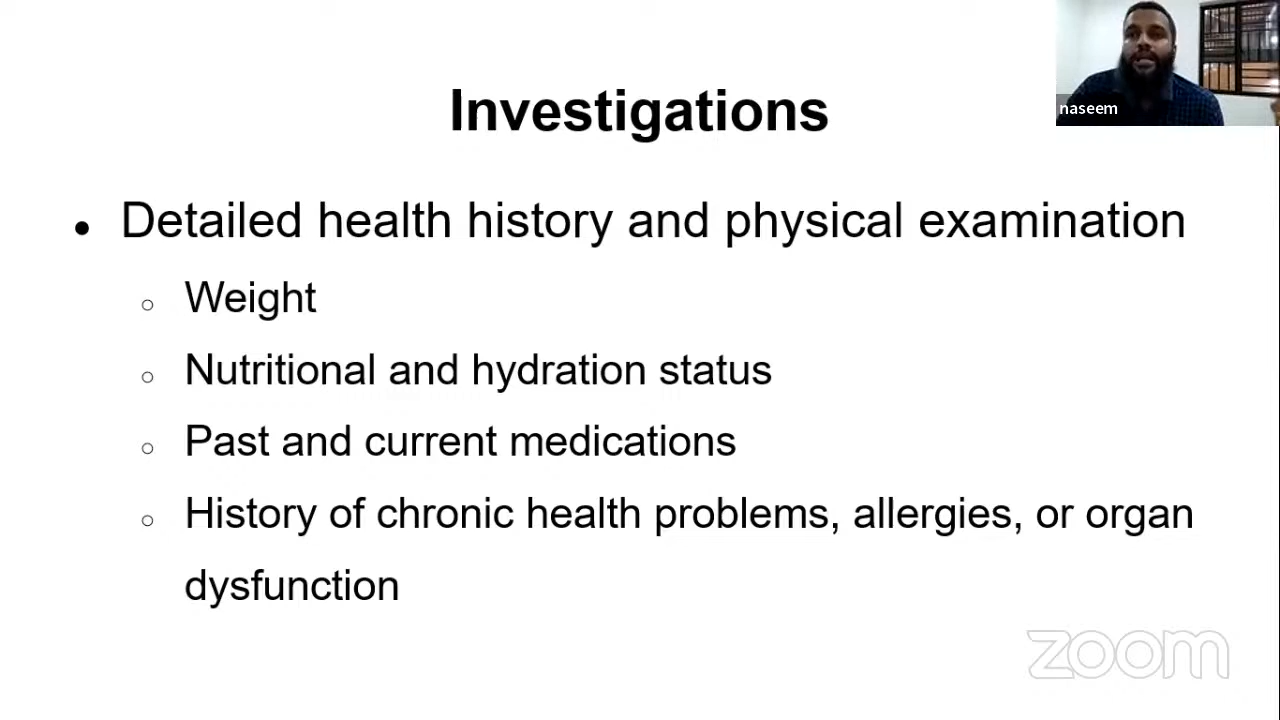 Investigations
naseem
● Detailed health history and physical examination
○ Weight
○ Nutritional and hydration status
○ Past and current medications
○ History of chronic health problems, allergies, or organ
dysfunction
zoom